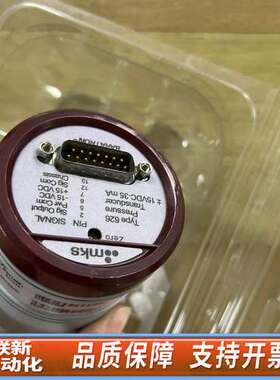 mks
Zero
Type 626
Pressure
Transducer
±15VDC 35 mA
PIN SIGNAL
2 Sig Output
5 Pwr Com
6 -15 VDC
7 +15 VDC
12 Sig Com
15 Chassis
BARATRON
联新
动化
品质保障 支持开票